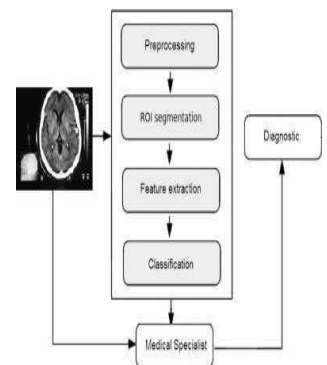 Preprocessing
ROI segmentation
Diagnostic
Feature extraction
Classification
Medical Specialist